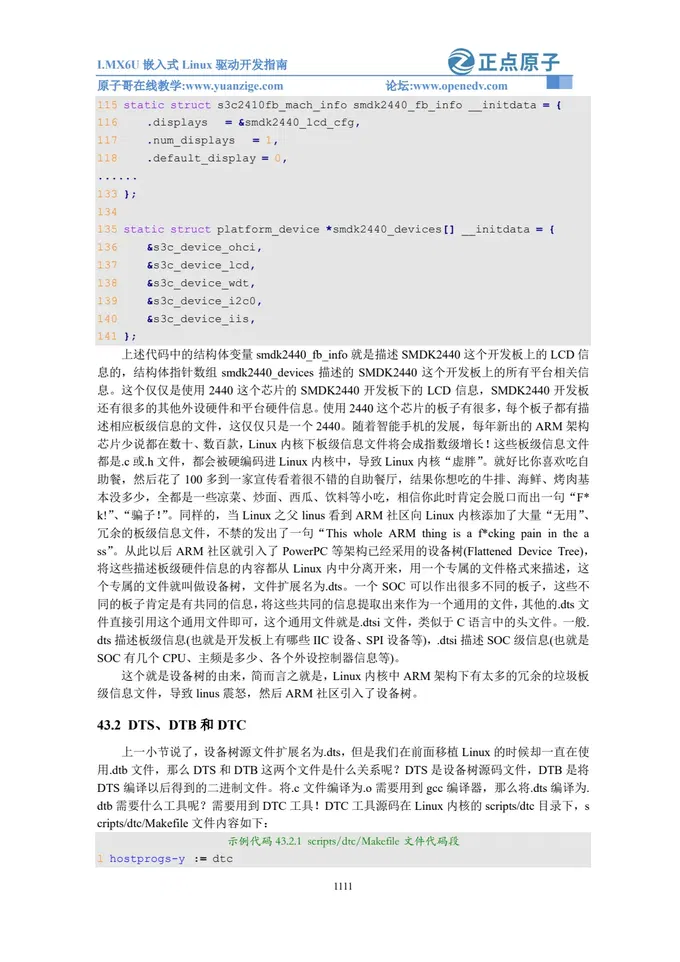 I.MX6U 嵌入式 Linux 驱动开发指南
正点原子
原子哥在线教学:www.yuanzige.com 论坛:www.openedv.com
115 static struct s3c2410fb_mach_info smdk2440_fb_info __initdata = {
116 .displays = &smdk2440_lcd_cfg,
117 .num_displays = 1,
118 .default_display = 0,
......
133 };
134
135 static struct platform_device *smdk2440_devices[] __initdata = {
136 &s3c_device_ohci,
137 &s3c_device_lcd,
138 &s3c_device_wdt,
139 &s3c_device_i2c0,
140 &s3c_device_iis,
141 };
上述代码中的结构体变量 smdk2440_fb_info 就是描述 SMDK2440 这个开发板上的 LCD 信
息的，结构体指针数组 smdk2440_devices 描述的 SMDK2440 这个开发板上的所有平台相关信
息。这个仅仅是使用 2440 这个芯片的 SMDK2440 开发板下的 LCD 信息，SMDK2440 开发板
还有很多的其他外设硬件和平台硬件信息。使用 2440 这个芯片的板子有很多，每个板子都有描
述相应板级信息的文件，这仅仅只是一个 2440。随着智能手机的发展，每年新出的 ARM 架构
芯片少说都在数十、数百款，Linux 内核下板级信息文件将会成指数级增长！这些板级信息文件
都是.c 或.h 文件，都会被硬编码进 Linux 内核中，导致 Linux 内核“虚胖”。就好比你喜欢吃自
助餐，然后花了 100 多到一家宣传看着很不错的自助餐厅，结果你想吃的牛排、海鲜、烤肉基
本没多少，全都是一些凉菜、炒面、西瓜、饮料等小吃，相信你此时肯定会脱口而出一句“F*
k!”、“骗子！”。同样的，当 Linux 之父 linus 看到 ARM 社区向 Linux 内核添加了大量“无用”、
冗余的板级信息文件，不禁的发出了一句“This whole ARM thing is a f*cking pain in the a
ss”。从此以后 ARM 社区就引入了 PowerPC 等架构已经采用的设备树(Flattened Device Tree)，
将这些描述板级硬件信息的内容都从 Linux 内中分离开来，用一个专属的文件格式来描述，这
个专属的文件就叫做设备树，文件扩展名为.dts。一个 SOC 可以作出很多不同的板子，这些不
同的板子肯定是有共同的信息，将这些共同的信息提取出来作为一个通用的文件，其他的.dts 文
件直接引用这个通用文件即可，这个通用文件就是.dtsi 文件，类似于 C 语言中的头文件。一般.
dts 描述板级信息(也就是开发板上有哪些 IIC 设备、SPI 设备等)，.dtsi 描述 SOC 级信息(也就是
SOC 有几个 CPU、主频是多少、各个外设控制器信息等)。
这个就是设备树的由来，简而言之就是，Linux 内核中 ARM 架构下有太多的冗余的垃圾板
级信息文件，导致 linus 震怒，然后 ARM 社区引入了设备树。
43.2 DTS、DTB 和 DTC
上一小节说了，设备树源文件扩展名为.dts，但是我们在前面移植 Linux 的时候却一直在使
用.dtb 文件，那么 DTS 和 DTB 这两个文件是什么关系呢？DTS 是设备树源码文件，DTB 是将
DTS 编译以后得到的二进制文件。将.c 文件编译为.o 需要用到 gcc 编译器，那么将.dts 编译为.
dtb 需要什么工具呢？需要用到 DTC 工具！DTC 工具源码在 Linux 内核的 scripts/dtc 目录下，s
cripts/dtc/Makefile 文件内容如下：
示例代码 43.2.1 scripts/dtc/Makefile 文件代码段
1 hostprogs-y := dtc
1111